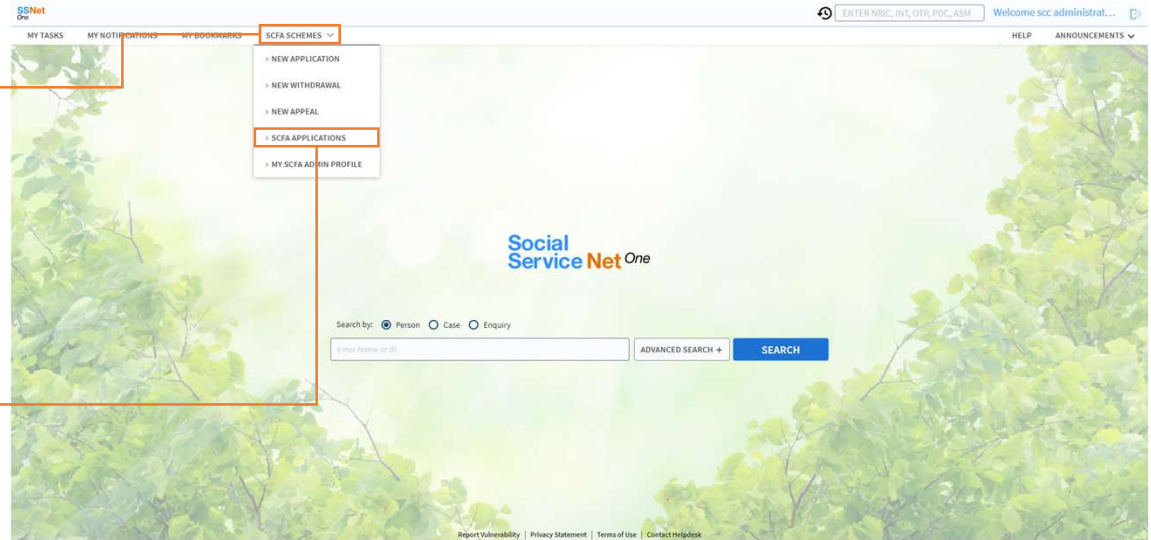 SSNet
One
ENTER NRIC, INT, OTP, PDC, ASM
Welcome scc administrat...
MY TASKS MY NOTIFICATIONS MY BOOKMARKS SCFA SCHEMES
HELP ANNOUNCEMENTS
> NEW APPLICATION
> NEW WITHDRAWAL
> NEW APPEAL
> SCFA APPLICATIONS
> MY SCFA ADMIN PROFILE
Social
Service Net One
Search by: Person Case Enquiry
Enter Name or ID
ADVANCED SEARCH +
SEARCH
Report Vulnerability | Privacy Statement | Terms of Use | Contact Helpdesk